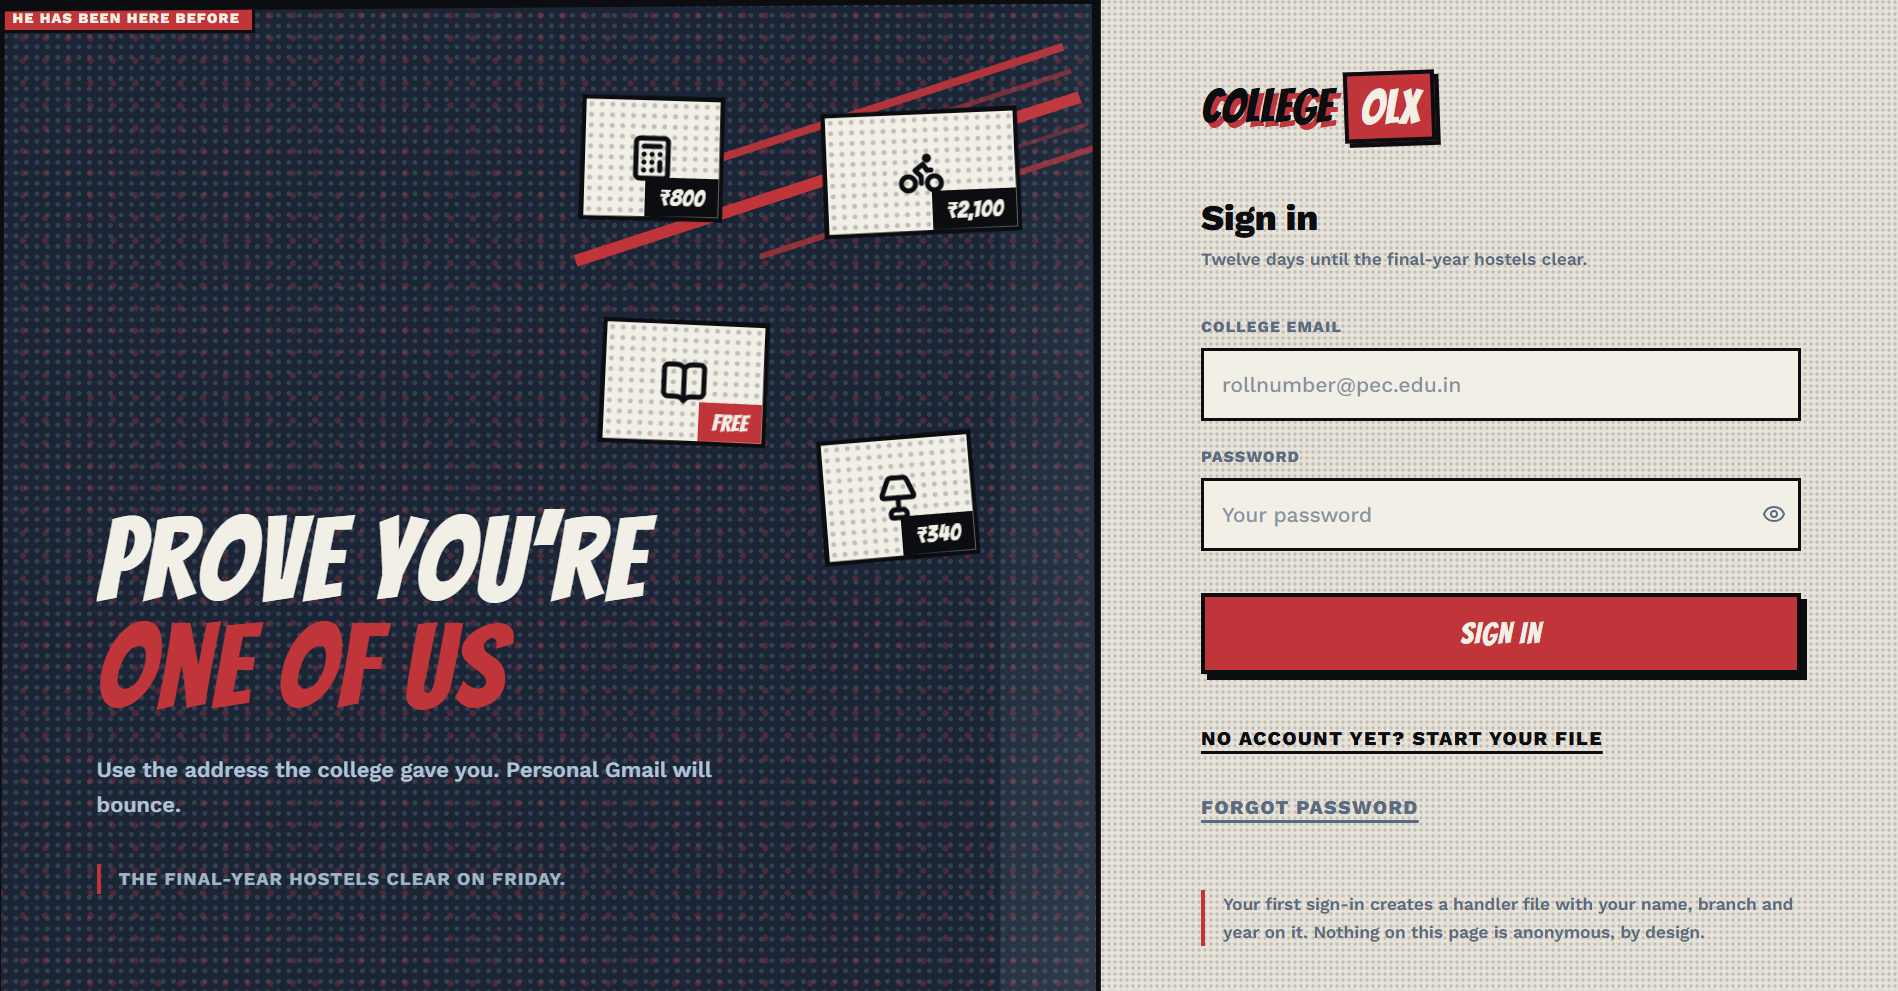 HE HAS BEEN HERE BEFORE
₹800
₹2,100
FREE
₹340
PROVE YOU'RE
ONE OF US
Use the address the college gave you. Personal Gmail will
bounce.
THE FINAL-YEAR HOSTELS CLEAR ON FRIDAY.
COLLEGE OLX
Sign in
Twelve days until the final-year hostels clear.
COLLEGE EMAIL
rollnumber@pec.edu.in
PASSWORD
Your password
SIGN IN
NO ACCOUNT YET? START YOUR FILE
FORGOT PASSWORD
Your first sign-in creates a handler file with your name, branch and
year on it. Nothing on this page is anonymous, by design.